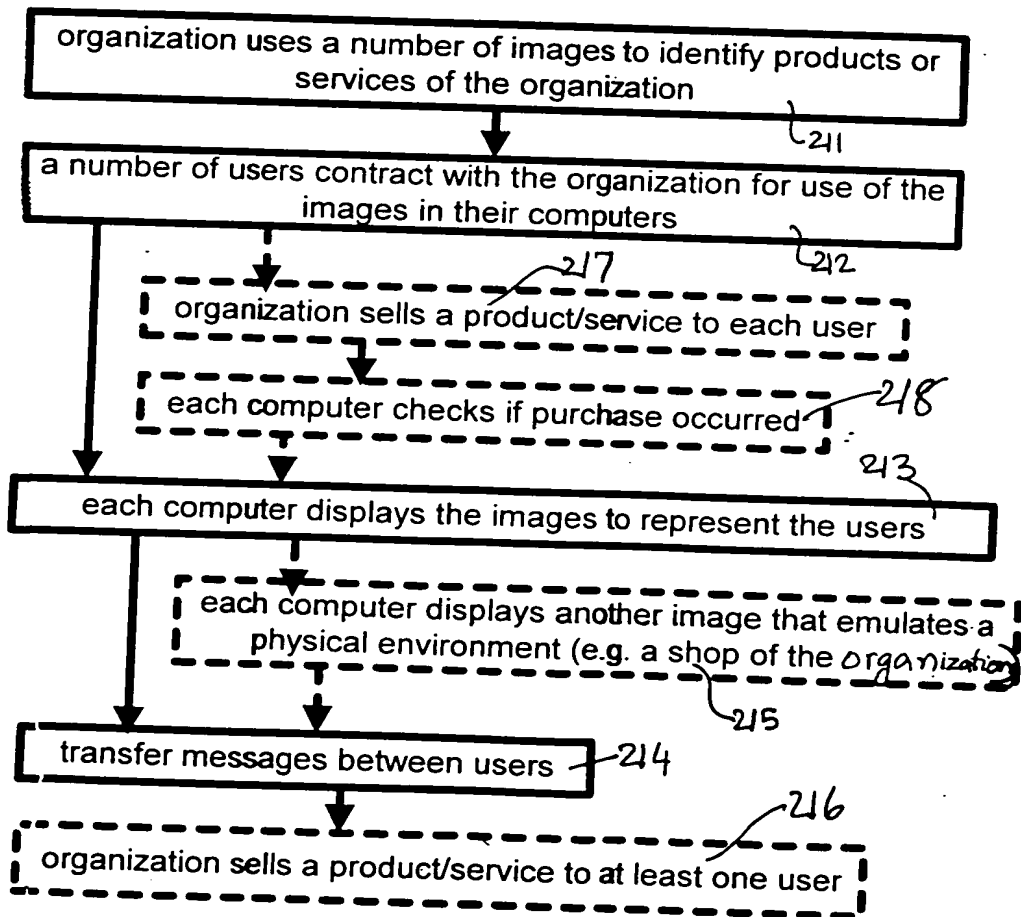 organization uses a number of images to identify products or
services of the organization
211
a number of users contract with the organization for use of the
images in their computers
212
217
organization sells a product/service to each user
each computer checks if purchase occurred
218
213
each computer displays the images to represent the users
each computer displays another image that emulates a
physical environment (e.g. a shop of the organization)
215
transfer messages between users
214
216
organization sells a product/service to at least one user